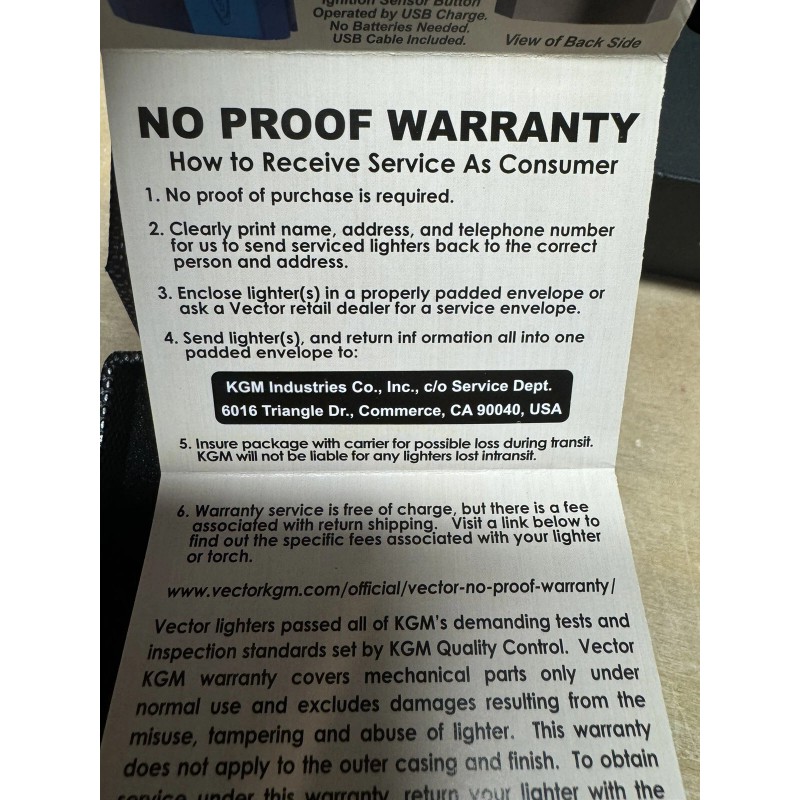 Ignition Sensor Button
Operated by USB Charge.
No Batteries Needed.
USB Cable Included.
View of Back Side
NO PROOF WARRANTY
How to Receive Service As Consumer
1. No proof of purchase is required.
2. Clearly print name, address, and telephone number
for us to send serviced lighters back to the correct
person and address.
3. Enclose lighter(s) in a properly padded envelope or
ask a Vector retail dealer for a service envelope.
4. Send lighter(s), and return inf ormation all into one
padded envelope to:
KGM Industries Co., Inc., c/o Service Dept.
6016 Triangle Dr., Commerce, CA 90040, USA
5. Insure package with carrier for possible loss during transit.
KGM will not be liable for any lighters lost intransit.
6. Warranty service is free of charge, but there is a fee
associated with return shipping. Visit a link below to
find out the specific fees associated with your lighter
or torch.
www.vectorkgm.com/official/vector-no-proof-warranty/
Vector lighters passed all of KGM's demanding tests and
inspection standards set by KGM Quality Control. Vector
KGM warranty covers mechanical parts only under
normal use and excludes damages resulting from the
misuse, tampering and abuse of lighter. This warranty
does not apply to the outer casing and finish. To obtain
service under this warranty, return your lighter with the